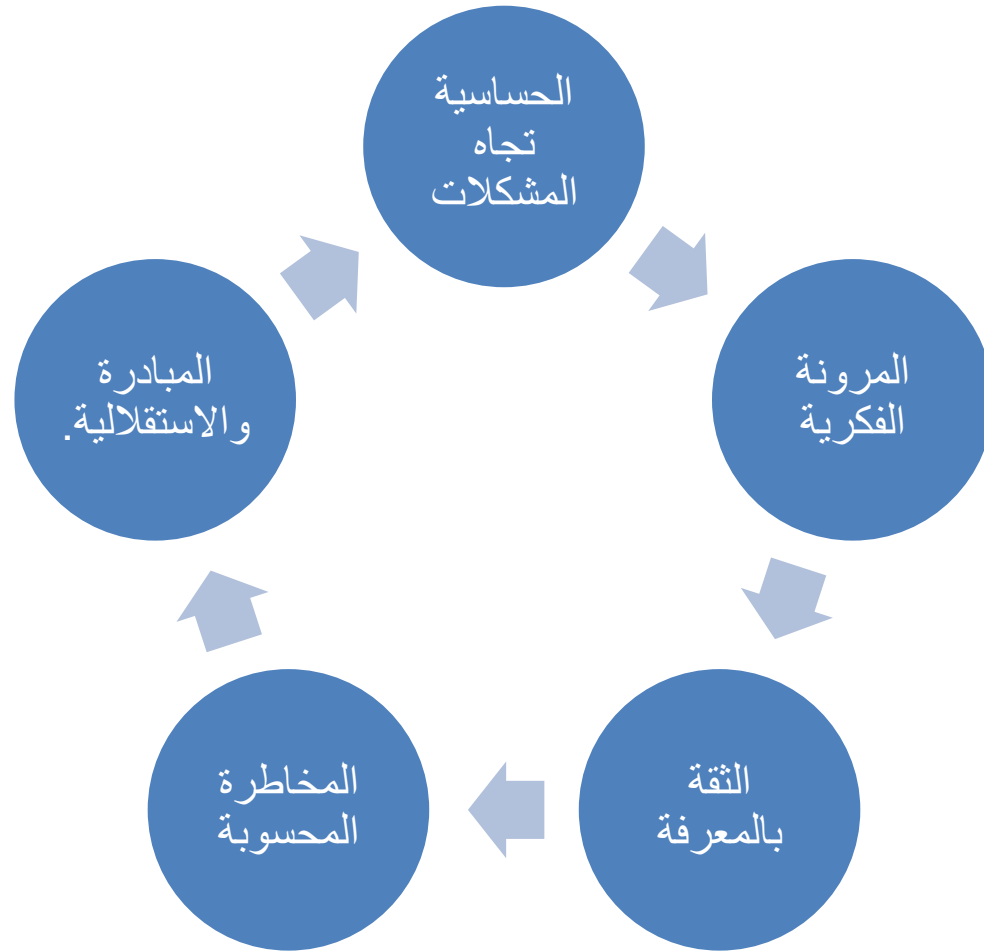 الحساسية
تجاه
المشكلات
المرونة
الفكرية
الثقة
بالمعرفة
المخاطرة
المحسوبة
المبادرة
والاستقلالية.